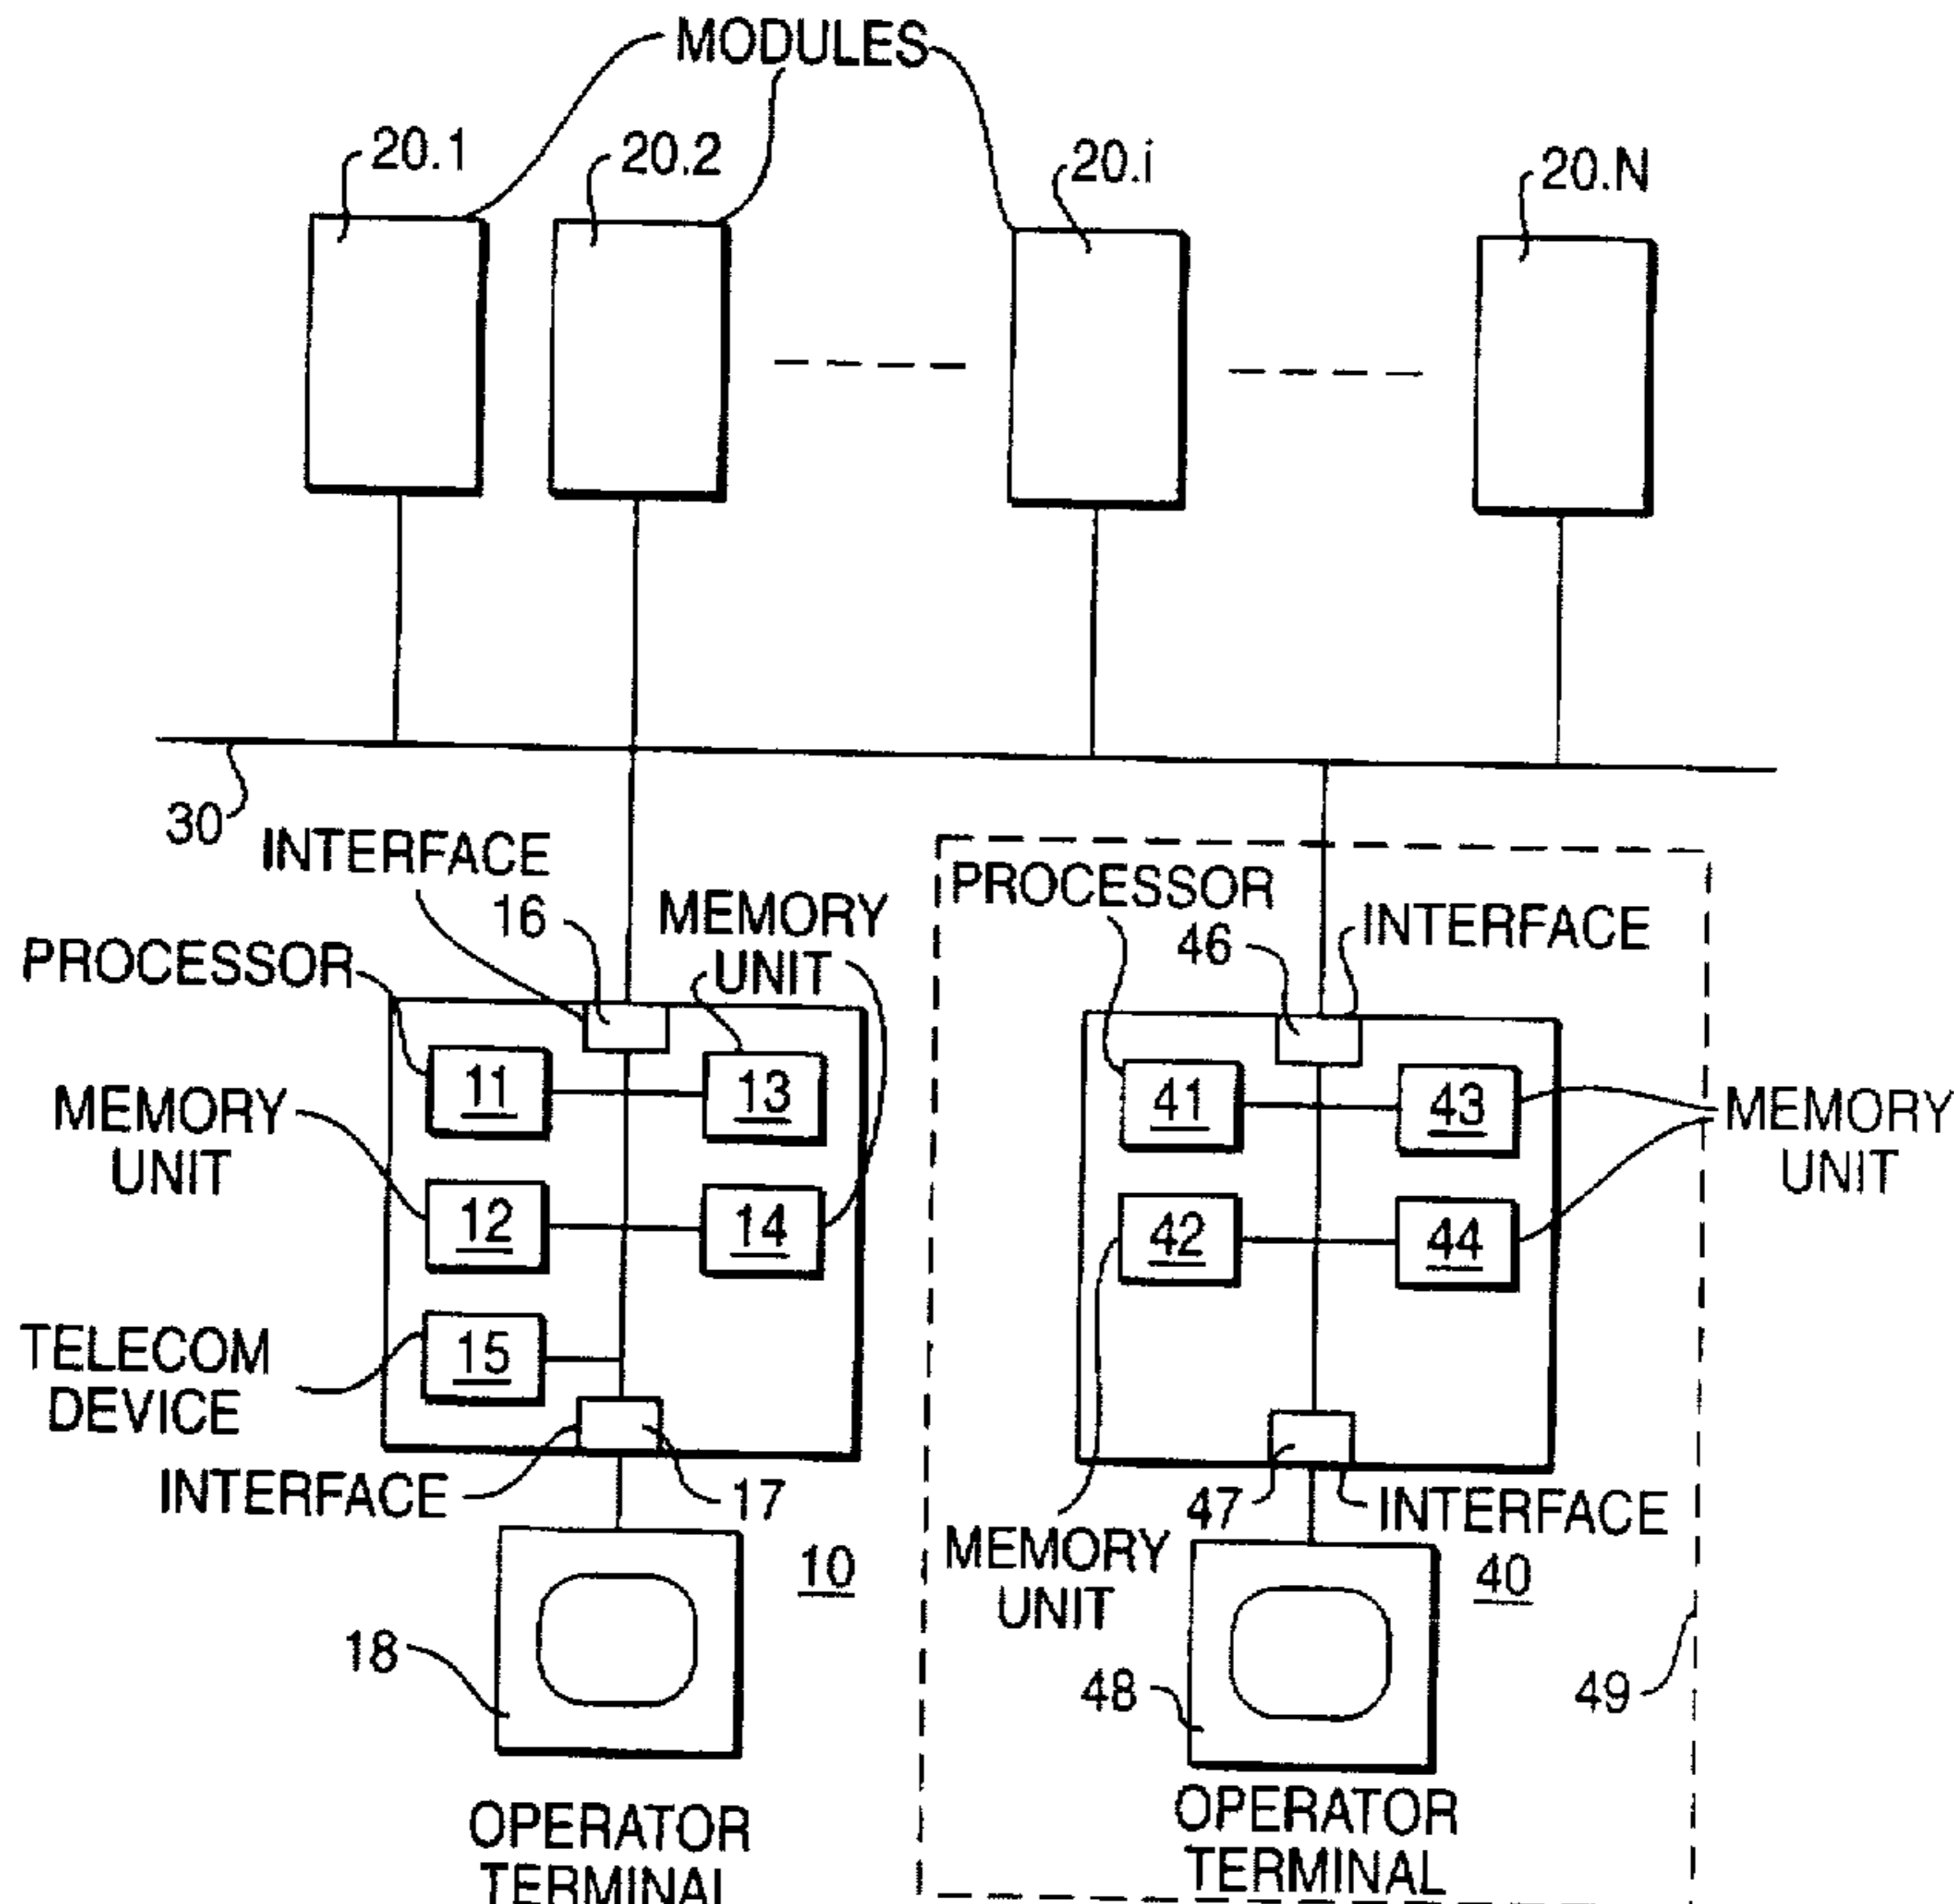 MODULES
20.1
20.2
20.i
20.N
30
INTERFACE
16
MEMORY
UNIT
PROCESSOR
11
13
MEMORY
UNIT
12
14
TELECOM
DEVICE
15
INTERFACE
17
10
18
OPERATOR
TERMINAL
PROCESSOR
46
INTERFACE
41
43
MEMORY
UNIT
42
44
47
INTERFACE
MEMORY
UNIT
40
48
49
OPERATOR
TERMINAL